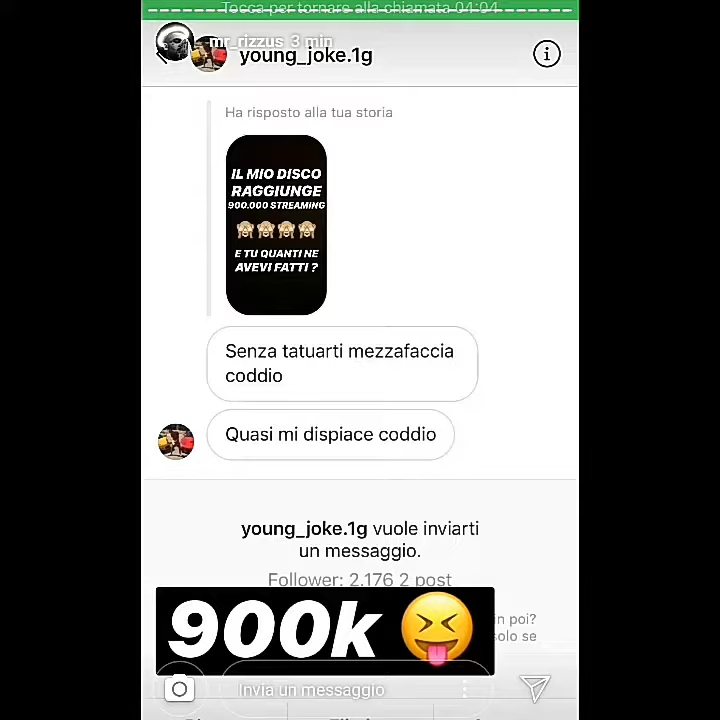 Tocca per tornare alla chiamata 04:04
mr_rizzus 3 min
young_joke.1g
Ha risposto alla tua storia
IL MIO DISCO
RAGGIUNGE
900.000 STREAMING
E TU QUANTI NE
AVEVI FATTI ?
Senza tatuarti mezzafaccia
coddio
Quasi mi dispiace coddio
young_joke.1g vuole inviarti
un messaggio.
Follower: 2.176 2 post
in poi?
solo se
900k
Invia un messaggio